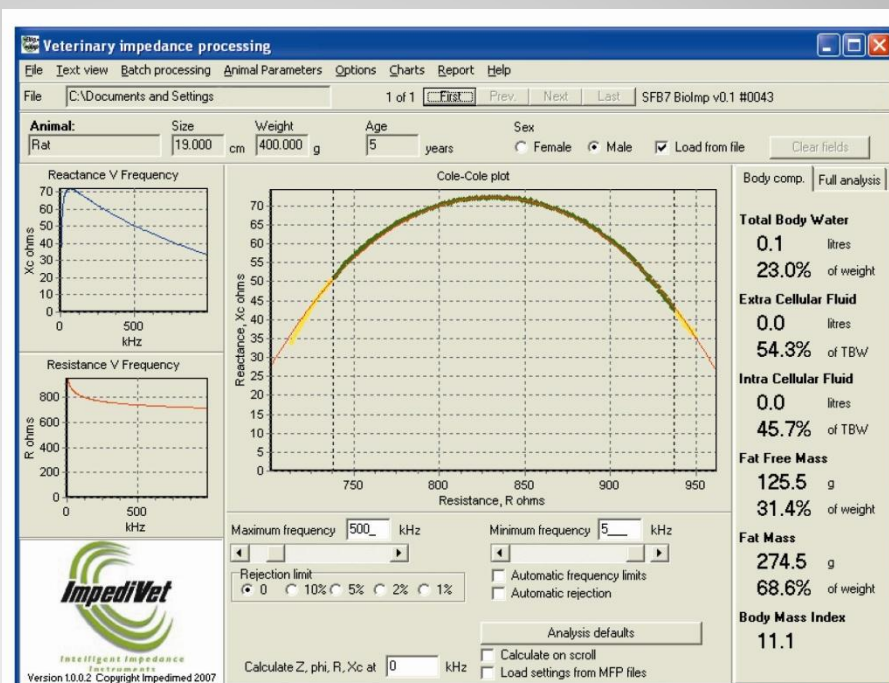 Veterinary impedance processing
File Text view Batch processing Animal Parameters Options Charts Report Help
File C:\Documents and Settings 1 of 1 First Prev. Next Last SFB7 BioImp v0.1 #0043
Animal: Size Weight Age Sex
Rat 19.000 cm 400.000 g 5 years Female Male Load from file Clear fields
Reactance V Frequency
Xc ohms
70
60
50
40
30
20
10
0
0 500
kHz
Resistance V Frequency
R ohms
800
600
400
200
0
0 500
kHz
Cole-Cole plot
Reactance, Xc ohms
70
65
60
55
50
45
40
35
30
25
20
15
10
5
0
750 800 850 900 950
Resistance, R ohms
Body comp. Full analysis
Total Body Water
0.1 litres
23.0% of weight
Extra Cellular Fluid
0.0 litres
54.3% of TBW
Intra Cellular Fluid
0.0 litres
45.7% of TBW
Fat Free Mass
125.5 g
31.4% of weight
Fat Mass
274.5 g
68.6% of weight
Body Mass Index
11.1
Maximum frequency 500_ kHz Minimum frequency 5___ kHz
Rejection limit
0 10% 5% 2% 1%
Automatic frequency limits
Automatic rejection
Analysis defaults
Calculate Z, phi, R, Xc at 0 kHz
Calculate on scroll
Load settings from MFP files
ImpediVet
Intelligent Impedance
Instruments
Version 1.0.0.2 Copyright Impedimed 2007